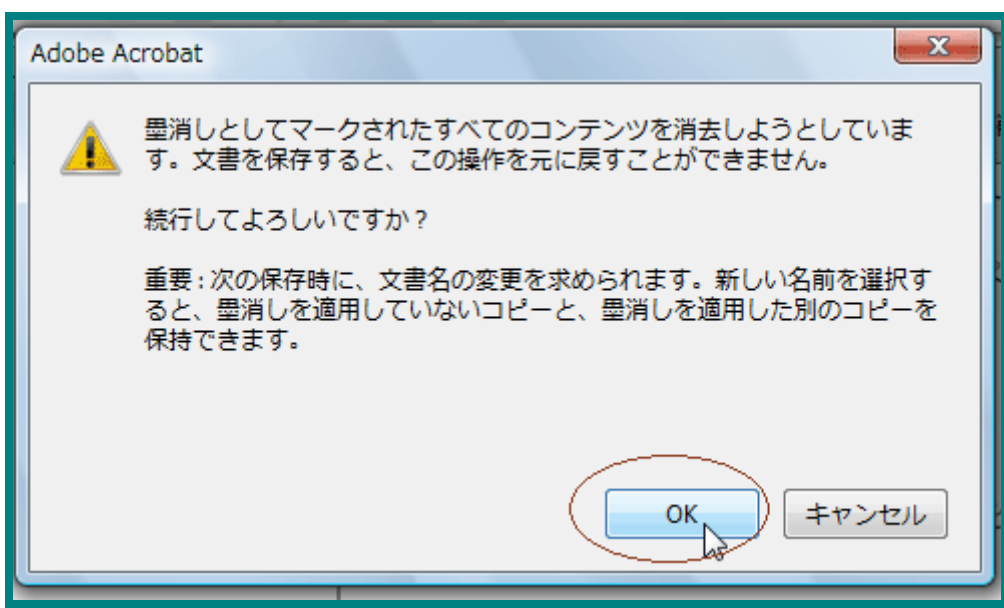 Adobe Acrobat
墨消しとしてマークされたすべてのコンテンツを消去しようとしていま
す。文書を保存すると、この操作を元に戻すことができません。
続行してよろしいですか？
重要：次の保存時に、文書名の変更を求められます。新しい名前を選択す
ると、墨消しを適用していないコピーと、墨消しを適用した別のコピーを
保持できます。
OK
キャンセル